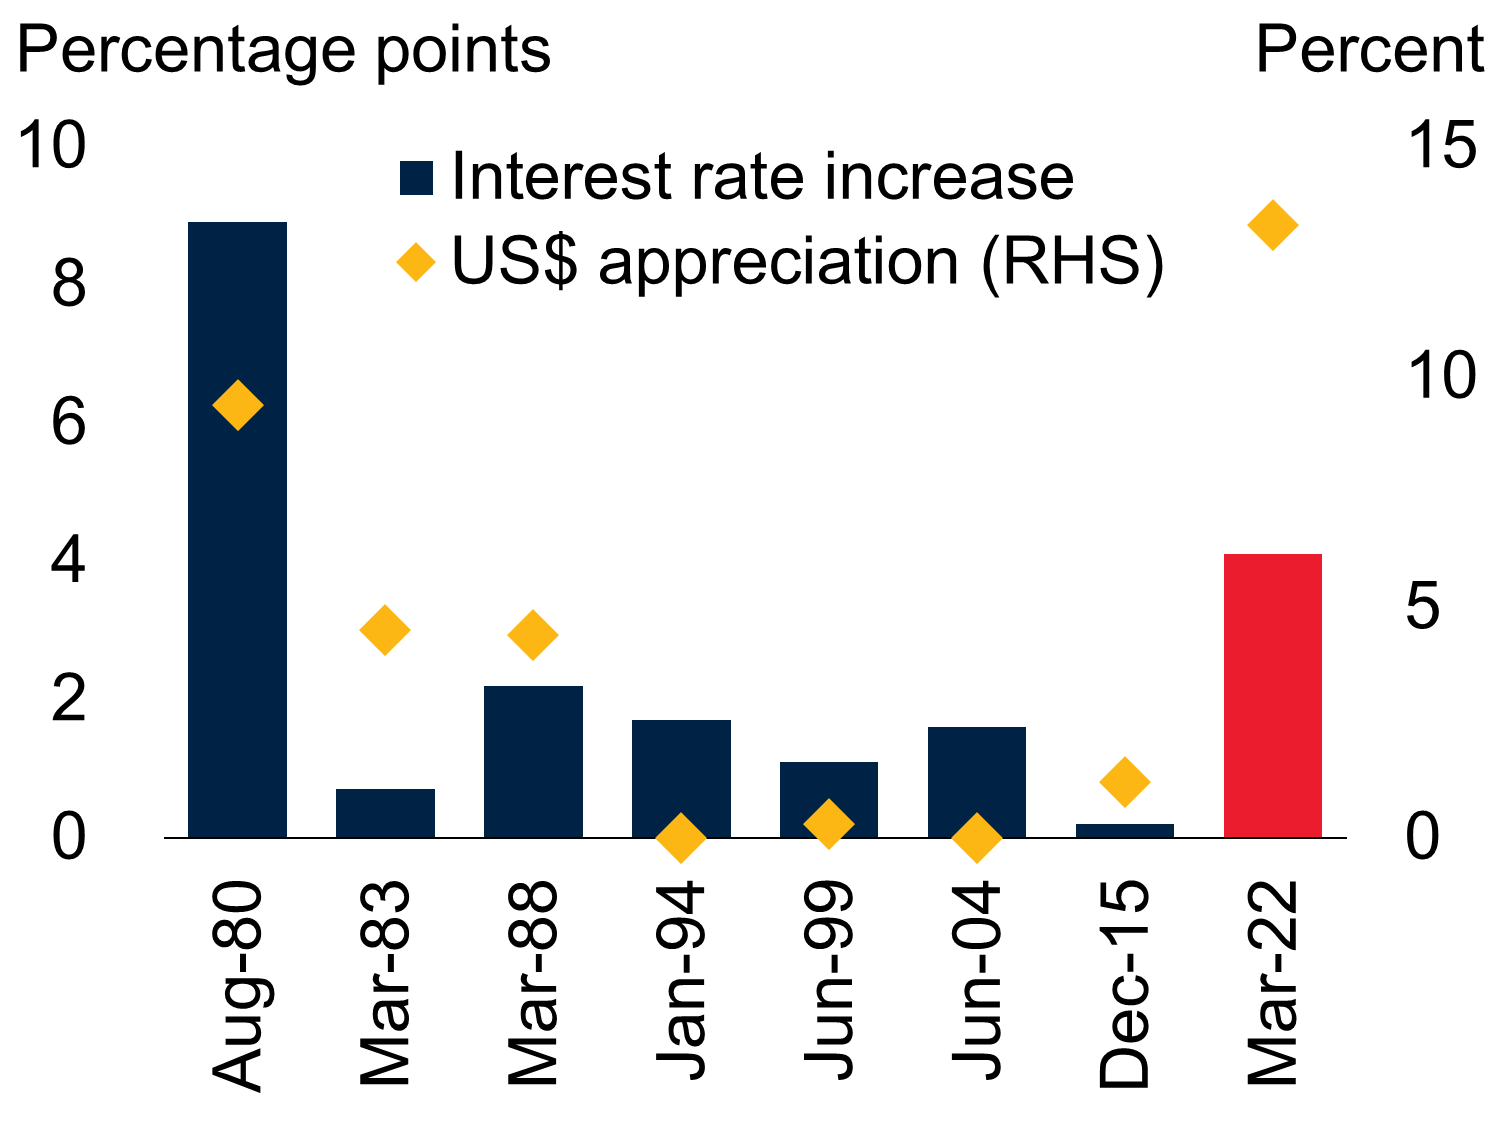 Percentage points
Percent
10
8
6
4
2
0
Interest rate increase
US$ appreciation (RHS)
15
10
5
0
Aug-80
Mar-83
Mar-88
Jan-94
Jun-99
Jun-04
Dec-15
Mar-22